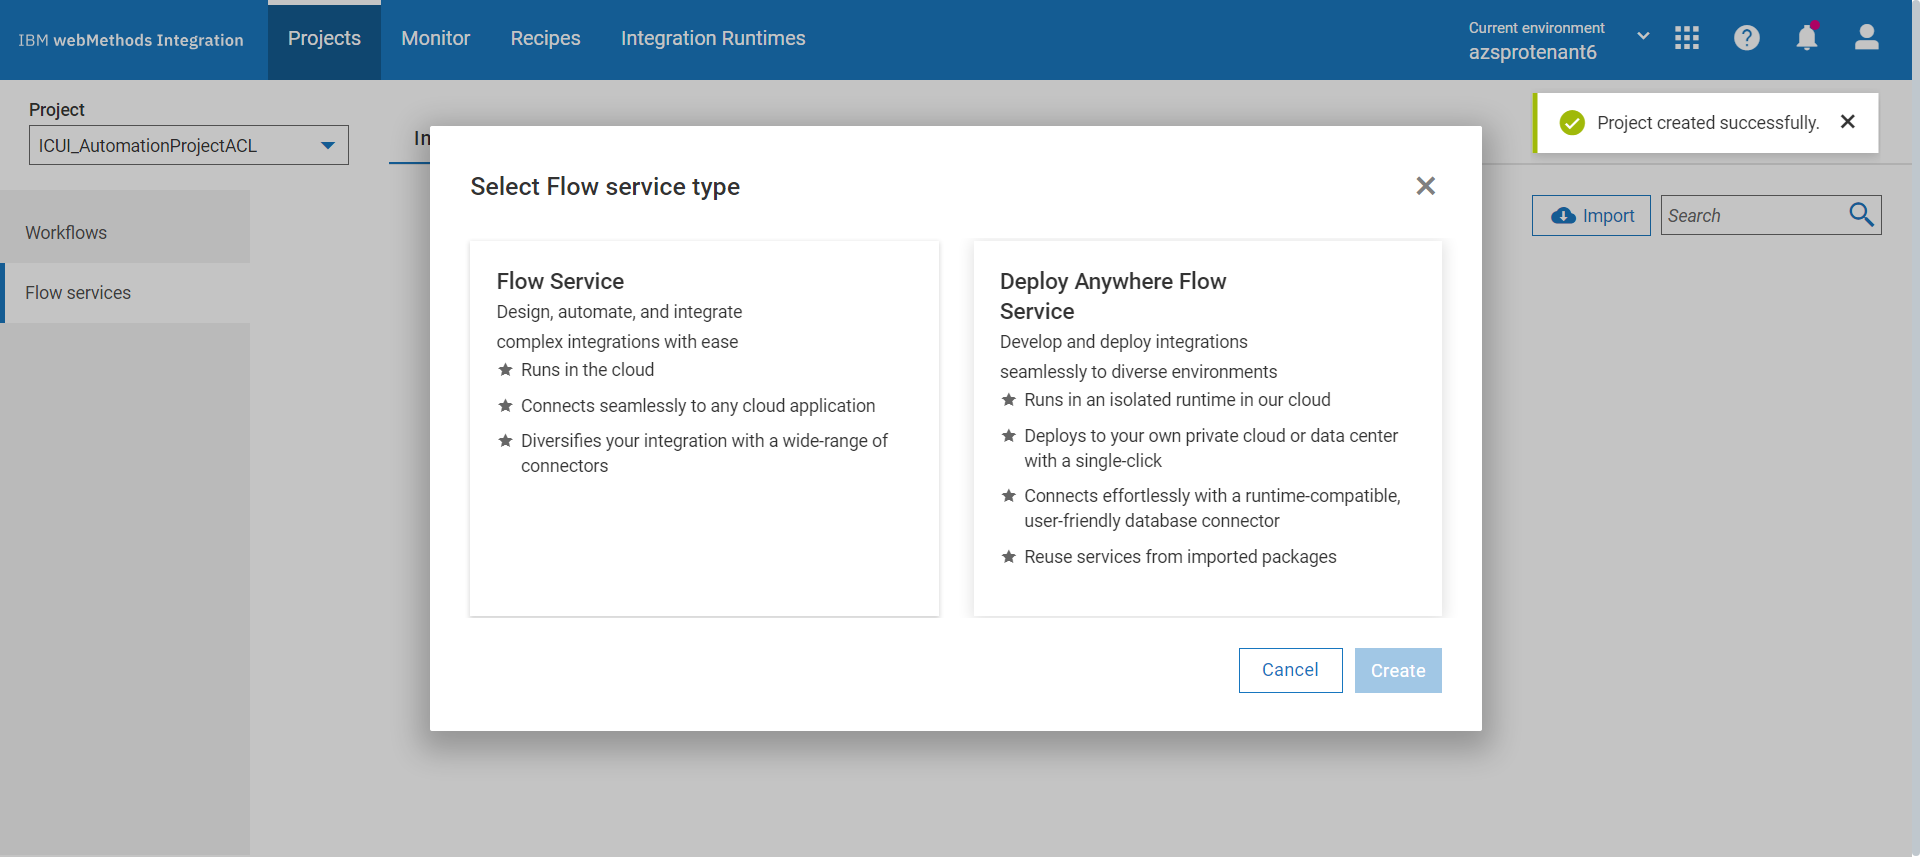 IBM webMethods Integration
Projects
Monitor
Recipes
Integration Runtimes
Current environment
azsprotenant6
Project
ICUI_AutomationProjectACL
Project created successfully.
Import
Search
Workflows
Flow services
Select Flow service type
Flow Service
Design, automate, and integrate
complex integrations with ease
Runs in the cloud
Connects seamlessly to any cloud application
Diversifies your integration with a wide-range of
connectors
Deploy Anywhere Flow
Service
Develop and deploy integrations
seamlessly to diverse environments
Runs in an isolated runtime in our cloud
Deploys to your own private cloud or data center
with a single-click
Connects effortlessly with a runtime-compatible,
user-friendly database connector
Reuse services from imported packages
Cancel
Create